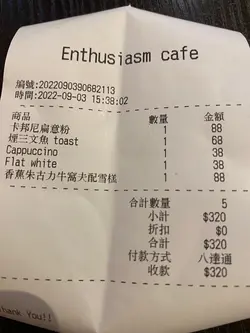 Enthusiasm cafe
編號:2022090390682113
時間:2022-09-03 15:38:02
商品 數量 金額
卡邦尼扁意粉 1 88
煙三文魚 toast 1 68
Cappuccino 1 38
Flat white 1 38
香蕉朱古力牛窩夫配雪糕 1 88
合計數量 5
小計 $320
折扣 $0
合計 $320
付款方式 八達通
收款 $320
Thank You!!